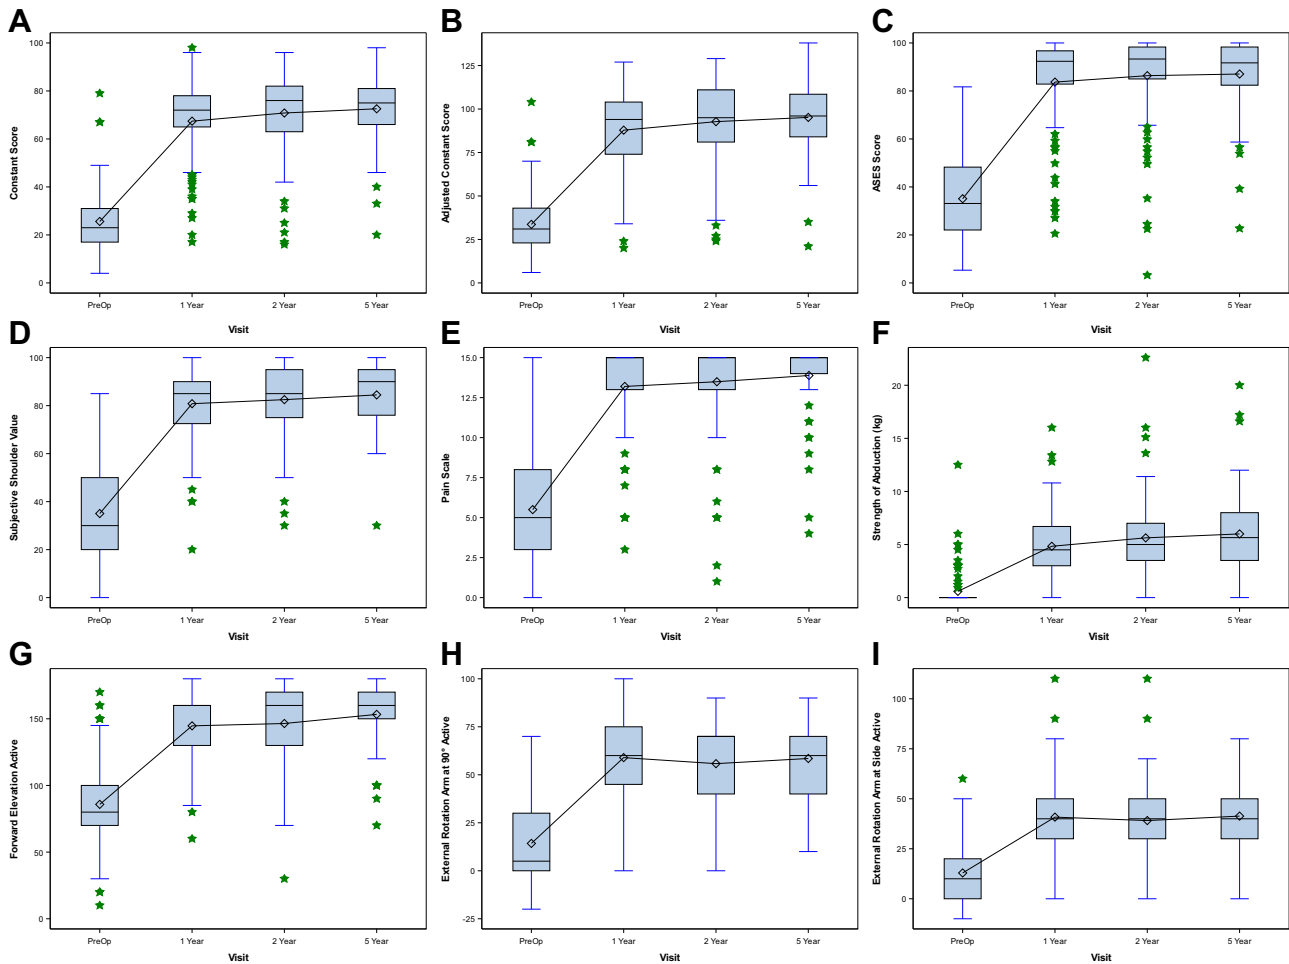 A
Constant Score
100
80
60
40
20
0
PreOp 1 Year 2 Year 5 Year
Visit
B
Adjusted Constant Score
125
100
75
50
25
0
PreOp 1 Year 2 Year 5 Year
Visit
C
ASES Score
100
80
60
40
20
0
PreOp 1 Year 2 Year 5 Year
Visit
D
Subjective Shoulder Value
100
80
60
40
20
0
PreOp 1 Year 2 Year 5 Year
Visit
E
Pain Scale
15.0
12.5
10.0
7.5
5.0
2.5
0.0
PreOp 1 Year 2 Year 5 Year
Visit
F
Strength of Abduction (kg)
20
15
10
5
0
PreOp 1 Year 2 Year 5 Year
Visit
G
Forward Elevation Active
150
100
50
0
PreOp 1 Year 2 Year 5 Year
Visit
H
External Rotation Arm at 90° Active
100
75
50
25
0
-25
PreOp 1 Year 2 Year 5 Year
Visit
I
External Rotation Arm at Side Active
100
75
50
25
0
PreOp 1 Year 2 Year 5 Year
Visit